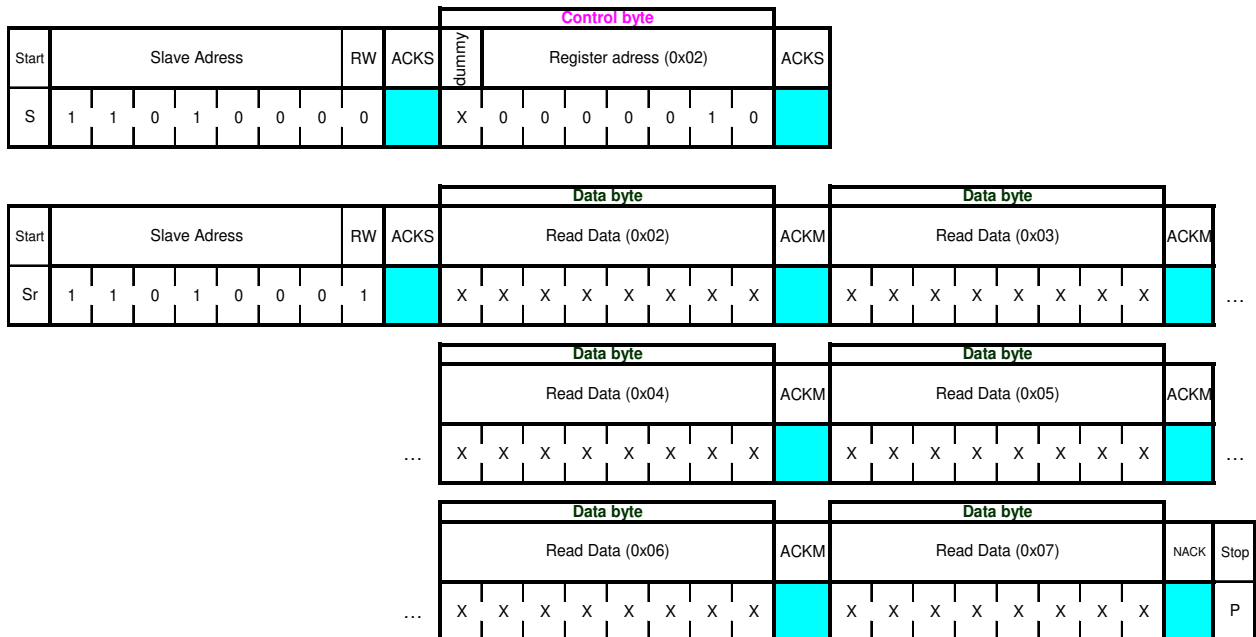 Control byte
Start Slave Adress RW ACKS dummy Register adress (0x02) ACKS
S 1 1 0 1 0 0 0 0 X 0 0 0 0 0 1 0
Data byte Data byte
Start Slave Adress RW ACKS Read Data (0x02) ACKM Read Data (0x03) ACKM
Sr 1 1 0 1 0 0 0 1 X X X X X X X X X X X X X X X X ...
Data byte Data byte
Read Data (0x04) ACKM Read Data (0x05) ACKM
... X X X X X X X X X X X X X X X X ...
Data byte Data byte
Read Data (0x06) ACKM Read Data (0x07) NACK Stop
... X X X X X X X X X X X X X X X X P